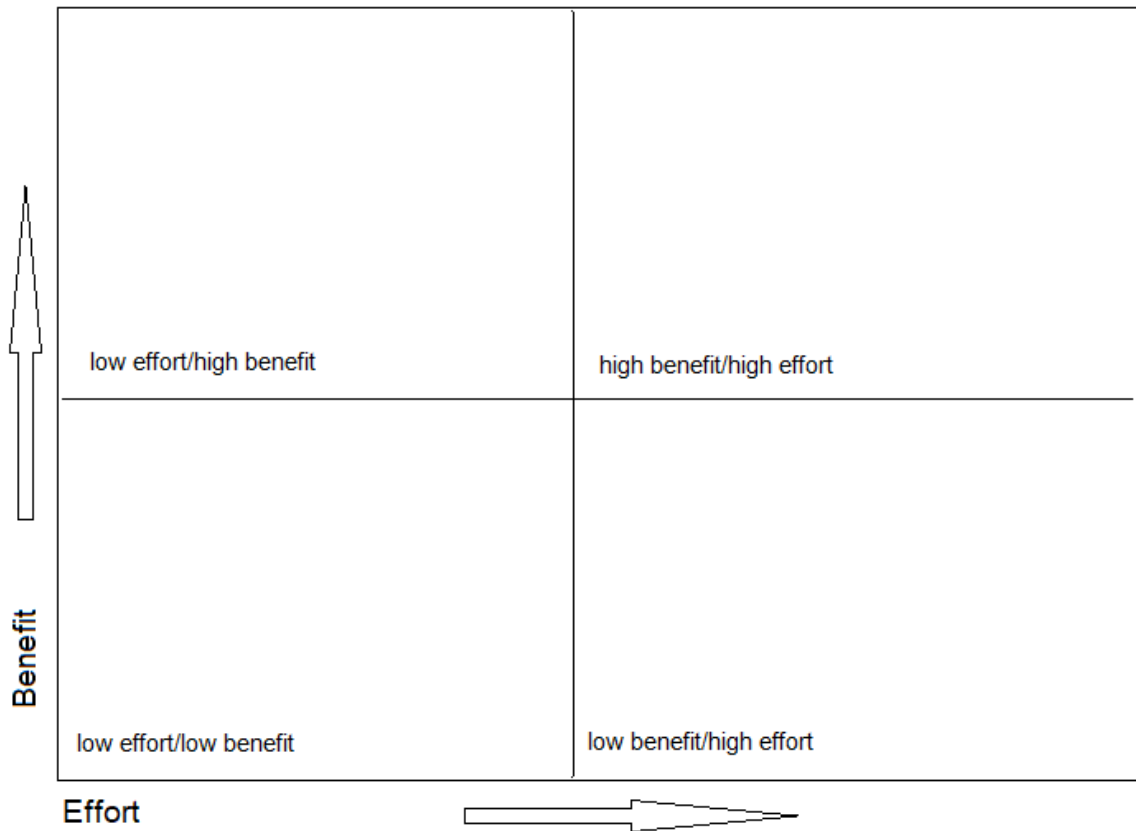 low effort/high benefit
high benefit/high effort
Benefit
low effort/low benefit
low benefit/high effort
Effort